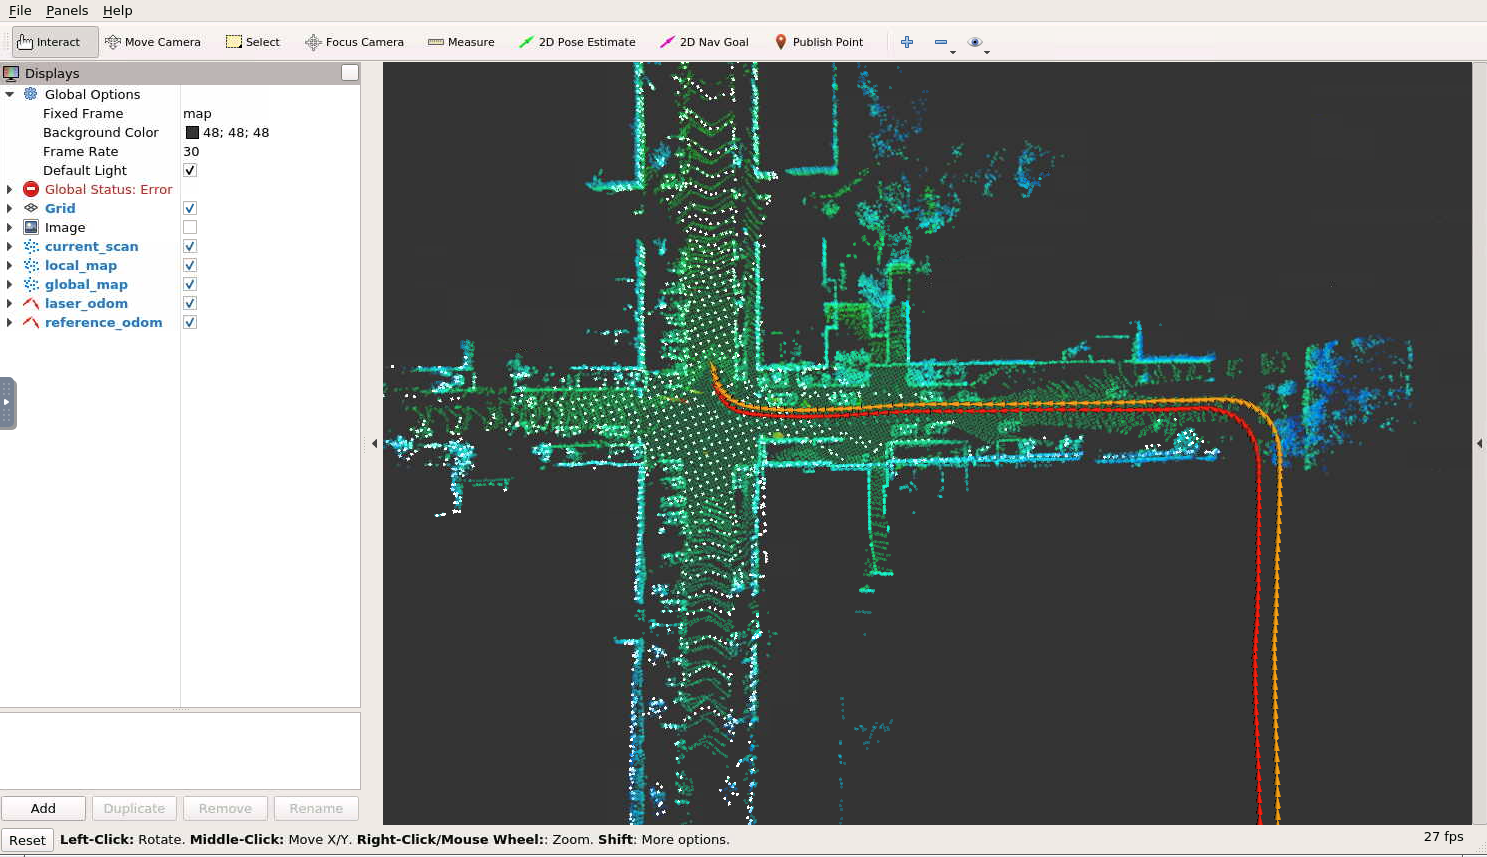 File Panels Help
Interact Move Camera Select Focus Camera Measure 2D Pose Estimate 2D Nav Goal Publish Point
Displays
Global Options
Fixed Frame map
Background Color 48; 48; 48
Frame Rate 30
Default Light
Global Status: Error
Grid
Image
current_scan
local_map
global_map
laser_odom
reference_odom
Add Duplicate Remove Rename
Reset Left-Click: Rotate. Middle-Click: Move X/Y. Right-Click/Mouse Wheel:: Zoom. Shift: More options. 27 fps